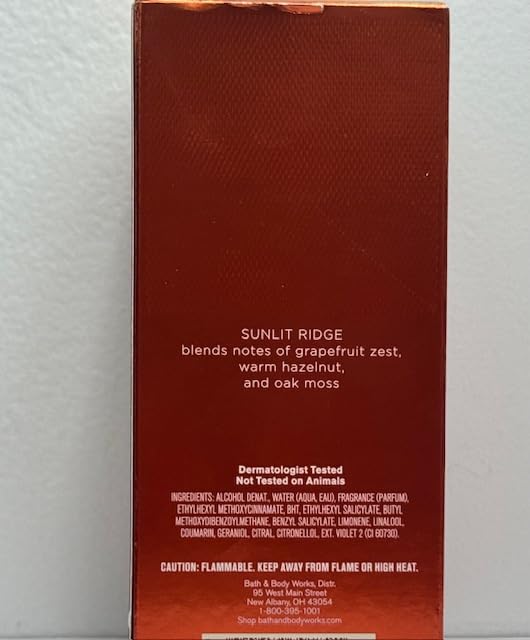 SUNLIT RIDGE
blends notes of grapefruit zest,
warm hazelnut,
and oak moss
Dermatologist Tested
Not Tested on Animals
INGREDIENTS: ALCOHOL DENAT., WATER (AQUA, EAU), FRAGRANCE (PARFUM),
ETHYLHEXYL METHOXYCINNAMATE, BHT, ETHYLHEXYL SALICYLATE, BUTYL
METHOXYDIBENZOYLMETHANE, BENZYL SALICYLATE, LIMONENE, LINALOOL,
COUMARIN, GERANIOL, CITRAL, CITRONELLOL, EXT. VIOLET 2 (CI 60730).
CAUTION: FLAMMABLE. KEEP AWAY FROM FLAME OR HIGH HEAT.
Bath & Body Works, Distr.
95 West Main Street
New Albany, OH 43054
1-800-395-1001
Shop bathandbodyworks.com